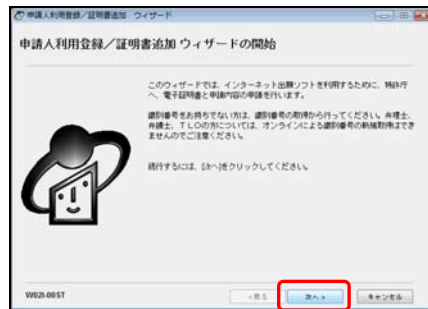 申請人利用登録／証明書追加 ウィザード
申請人利用登録／証明書追加 ウィザードの開始
このウィザードでは、インターネット出願ソフトを利用するために、特許庁
へ、電子証明書と申請内容の申請を行います。
識別番号をお持ちでない方は、識別番号の取得から行ってください。弁理士、
弁護士、TLOの方については、オンラインによる識別番号の新規取得はでき
ませんのでご注意ください。
続行するには、[次へ]をクリックしてください。
W02I-00ST
<戻る
次へ>
キャンセル